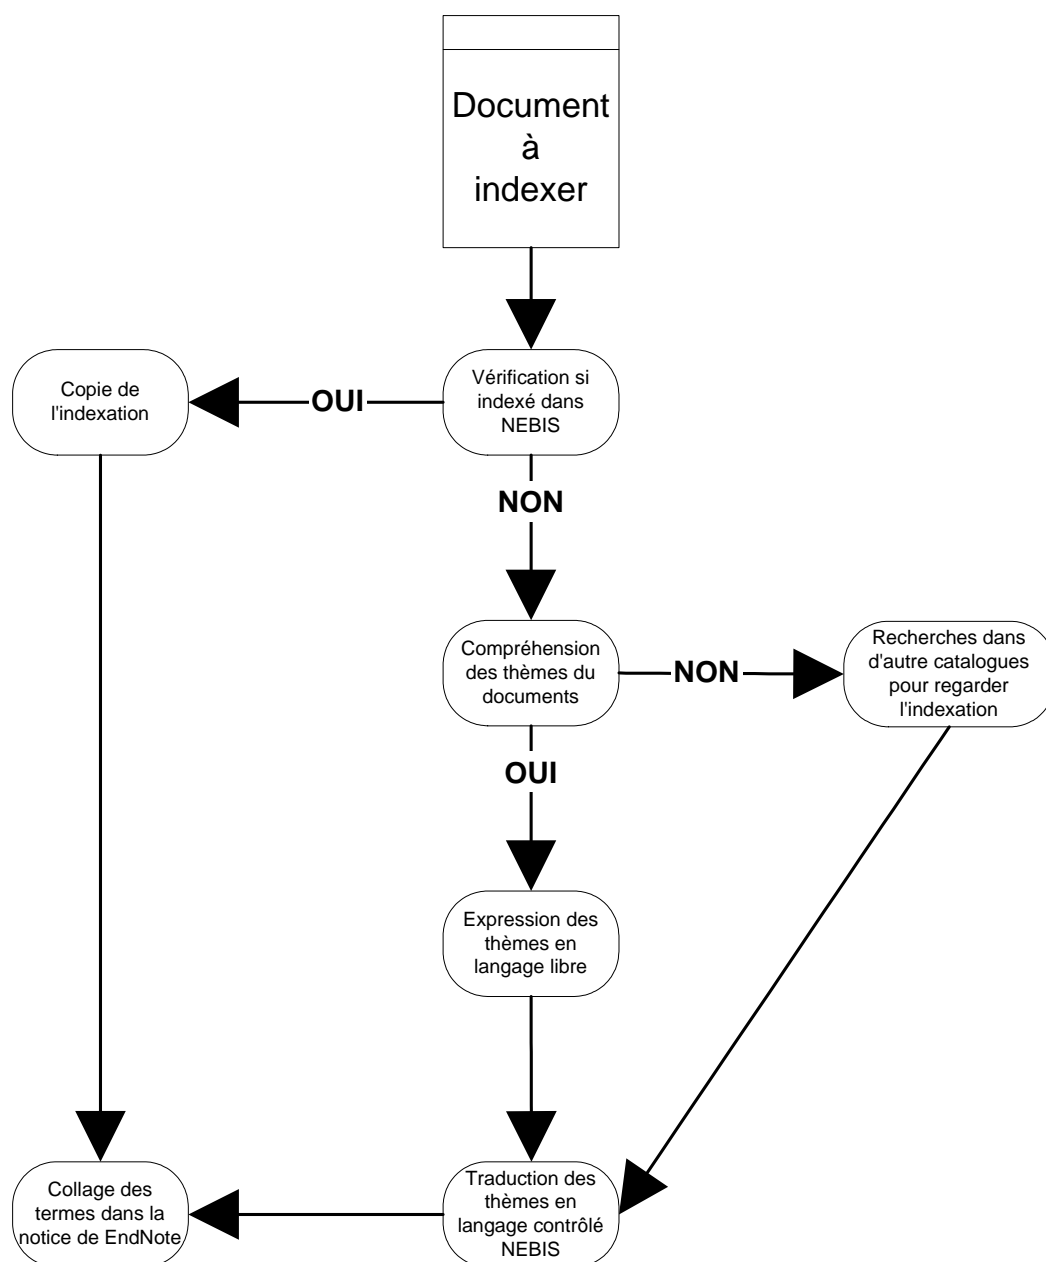 Document
à
indexer
Copie de
l'indexation
OUI
Vérification si
indexé dans
NEBIS
NON
Compréhension
des thèmes du
documents
NON
Recherches dans
d'autre catalogues
pour regarder
l'indexation
OUI
Expression des
thèmes en
langage libre
Collage des
termes dans la
notice de EndNote
Traduction des
thèmes en
langage contrôlé
NEBIS